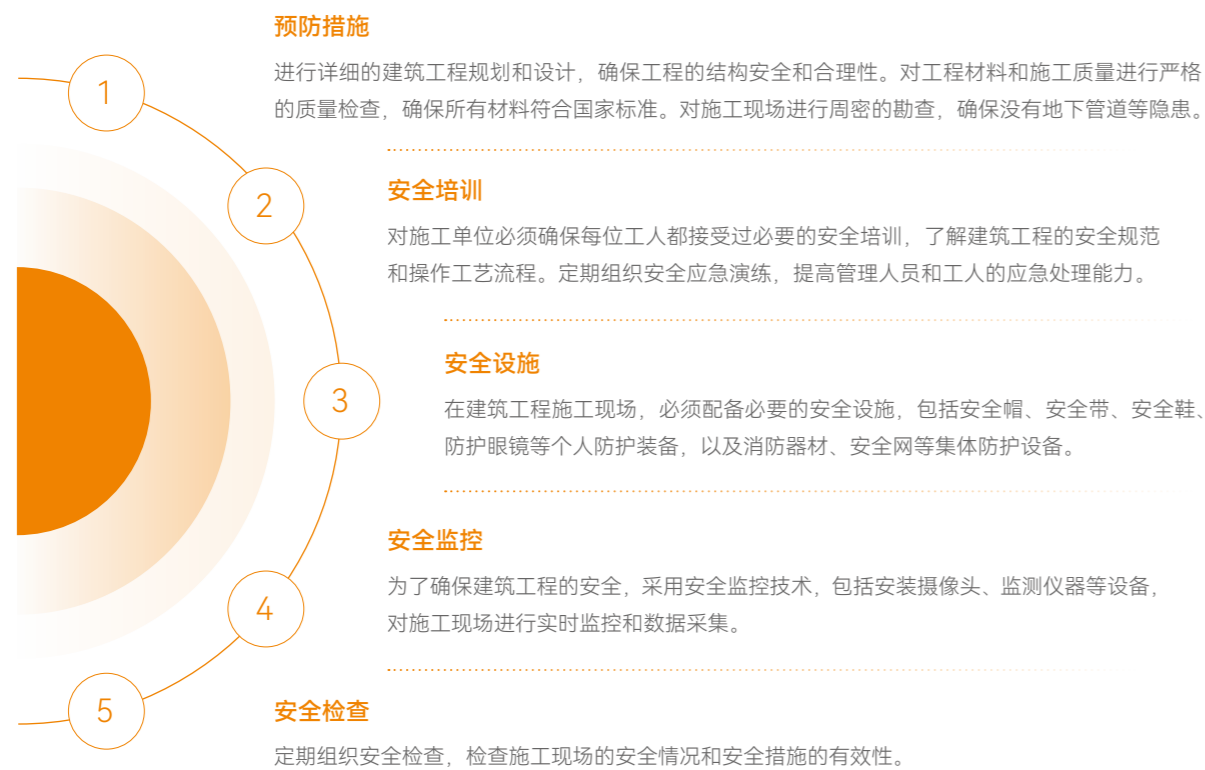 预防措施
1
进行详细的建筑工程规划和设计，确保工程的结构安全和合理性。对工程材料和施工质量进行严格
的质量检查，确保所有材料符合国家标准。对施工现场进行周密的勘查，确保没有地下管道等隐患。
安全培训
2
对施工单位必须确保每位工人都接受过必要的安全培训，了解建筑工程的安全规范
和操作工艺流程。定期组织安全应急演练，提高管理人员和工人的应急处理能力。
安全设施
3
在建筑工程施工现场，必须配备必要的安全设施，包括安全帽、安全带、安全鞋、
防护眼镜等个人防护装备，以及消防器材、安全网等集体防护设备。
安全监控
4
为了确保建筑工程的安全，采用安全监控技术，包括安装摄像头、监测仪器等设备，
对施工现场进行实时监控和数据采集。
5
安全检查
定期组织安全检查，检查施工现场的安全情况和安全措施的有效性。